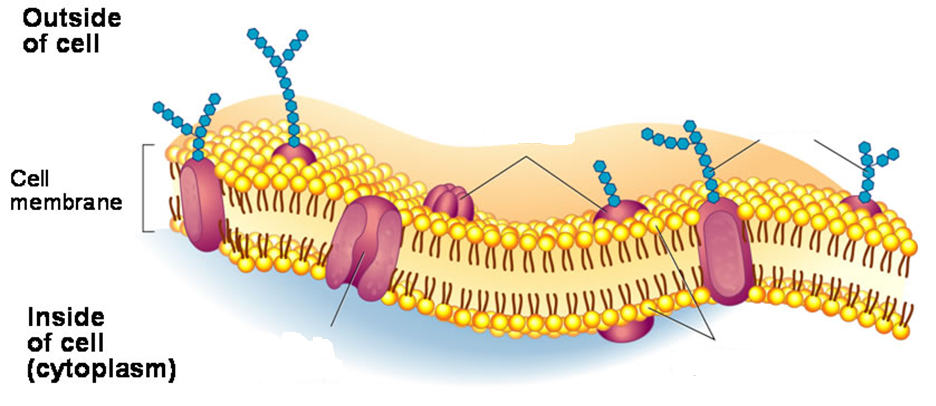 Outside
of cell
Cell
membrane
Inside
of cell
(cytoplasm)